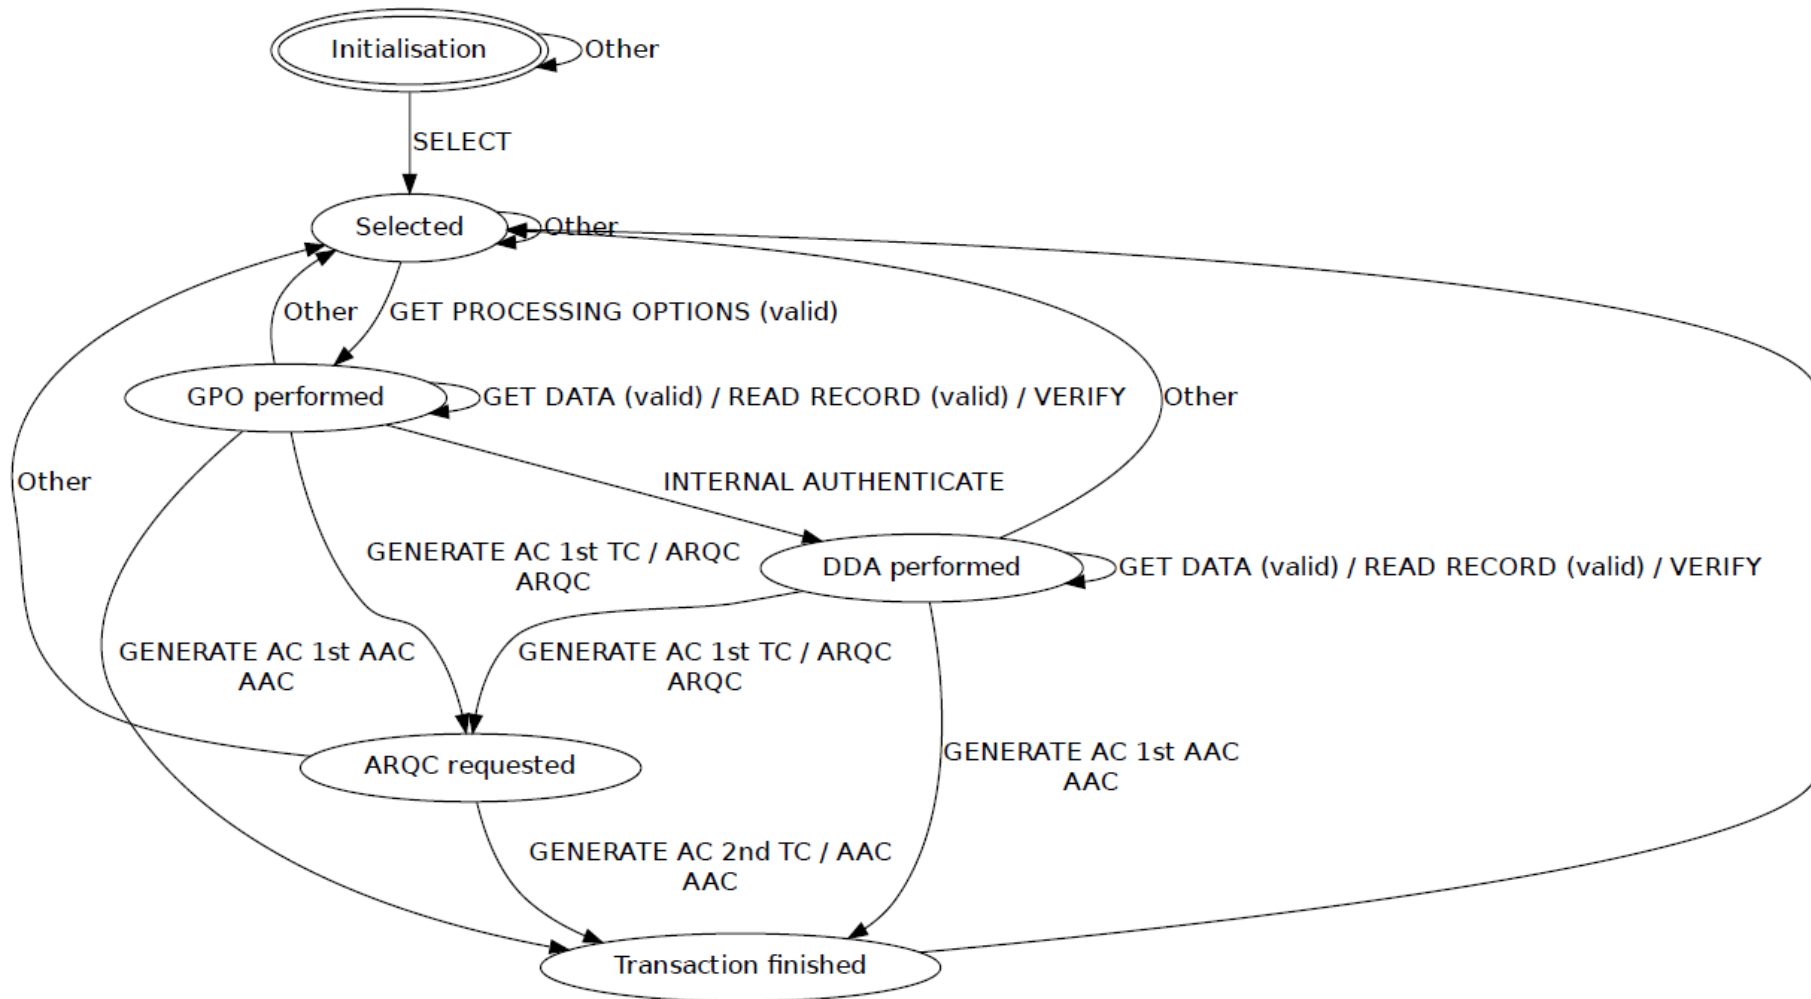 Initialisation
Other
SELECT
Selected
Other
Other
GET PROCESSING OPTIONS (valid)
GPO performed
GET DATA (valid) / READ RECORD (valid) / VERIFY
Other
Other
INTERNAL AUTHENTICATE
GENERATE AC 1st TC / ARQC
ARQC
DDA performed
GET DATA (valid) / READ RECORD (valid) / VERIFY
GENERATE AC 1st AAC
AAC
GENERATE AC 1st TC / ARQC
ARQC
ARQC requested
GENERATE AC 1st AAC
AAC
GENERATE AC 2nd TC / AAC
AAC
Transaction finished